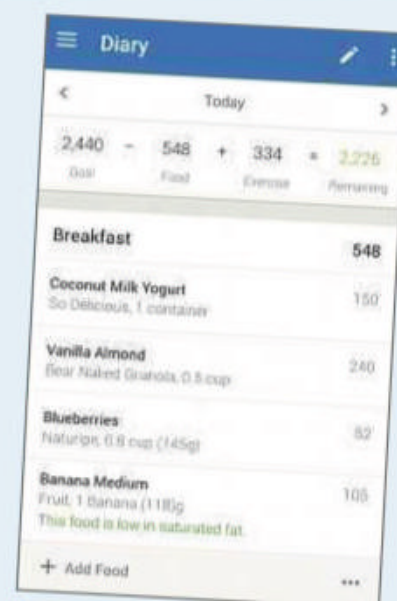 Diary
Today
2,440 - 548 + 334 = 2,226
Goal Food Exercise Remaining
Breakfast 548
Coconut Milk Yogurt 150
So Delicious, 1 container
Vanilla Almond 240
Bear Naked Granola, 0.5 cup
Blueberries 52
Naturipe, 0.8 cup (145g)
Banana Medium 105
Fruit, 1 Banana (118)g
This food is low in saturated fat.
+ Add Food